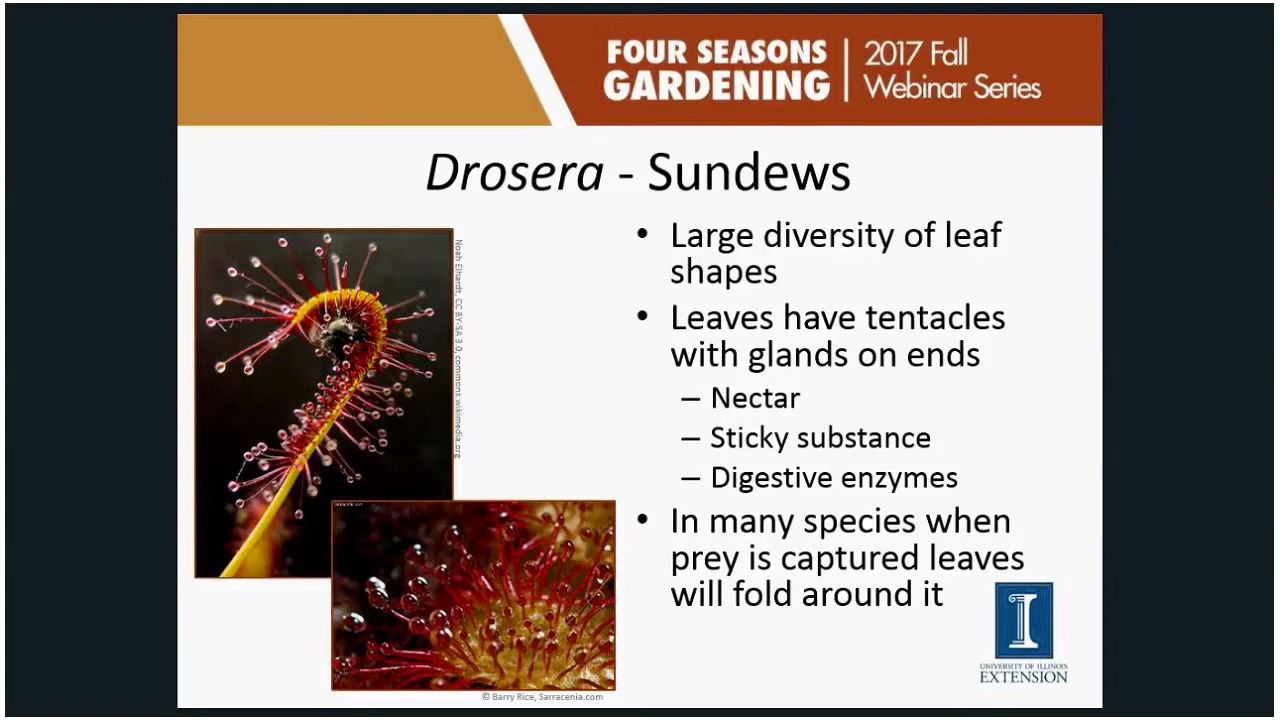 FOUR SEASONS
GARDENING
2017 Fall
Webinar Series
Drosera - Sundews
Noah Elhardt, CC BY-SA 3.0, commons.wikimedia.org
• Large diversity of leaf
shapes
• Leaves have tentacles
with glands on ends
– Nectar
– Sticky substance
– Digestive enzymes
• In many species when
prey is captured leaves
will fold around it
© Barry Rice, Sarracenia.com
UNIVERSITY OF ILLINOIS
EXTENSION